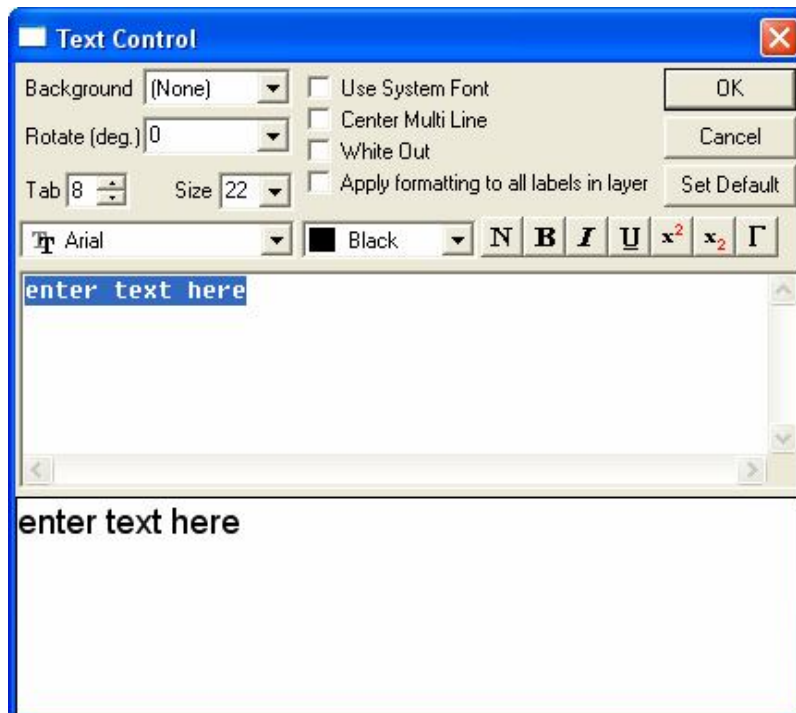 Text Control
Background (None) Use System Font OK
Center Multi Line
Rotate (deg.) 0 White Out Cancel
Tab 8 Size 22 Apply formatting to all labels in layer Set Default
Arial Black N B I U x² x₂ Γ
enter text here
enter text here